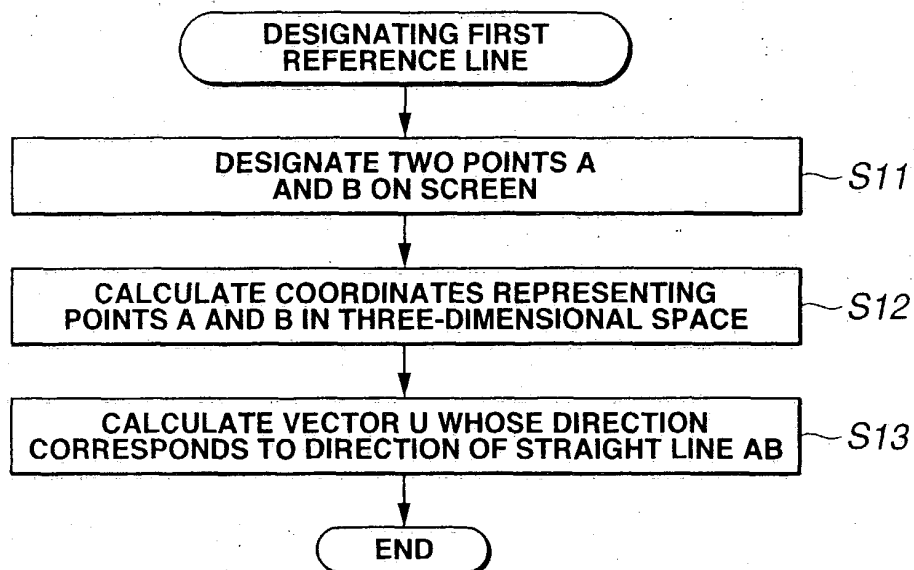 DESIGNATING FIRST
REFERENCE LINE
DESIGNATE TWO POINTS A
AND B ON SCREEN
S11
CALCULATE COORDINATES REPRESENTING
POINTS A AND B IN THREE-DIMENSIONAL SPACE
S12
CALCULATE VECTOR U WHOSE DIRECTION
CORRESPONDS TO DIRECTION OF STRAIGHT LINE AB
S13
END